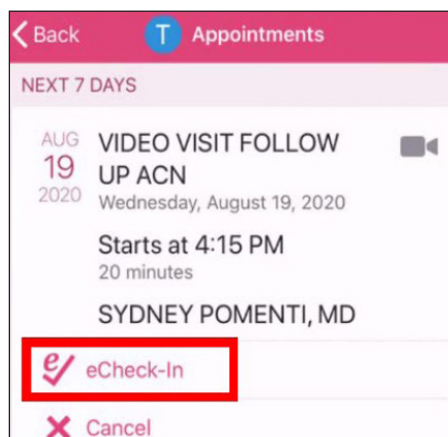 Back
T
Appointments
NEXT 7 DAYS
AUG
19
2020
VIDEO VISIT FOLLOW
UP ACN
Wednesday, August 19, 2020
Starts at 4:15 PM
20 minutes
SYDNEY POMENTI, MD
e
eCheck-In
Cancel